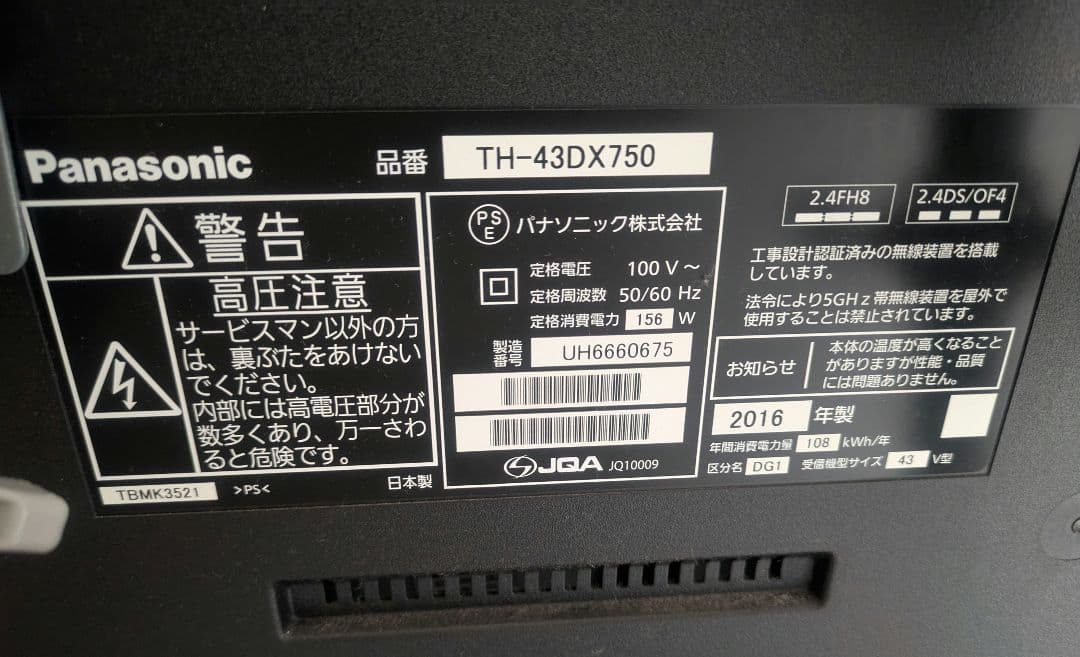 Panasonic
品番 TH-43DX750
警告
高圧注意
サービスマン以外の方
は、裏ぶたをあけない
でください。
内部には高電圧部分が
数多くあり、万一さわ
ると危険です。
TBMK3521 >PS<
日本製
PS
E
パナソニック株式会社
定格電圧 100 V ～
定格周波数 50/60 Hz
定格消費電力 156 W
製造
番号
UH6660675
JQA JQ10009
2.4FH8
2.4DS/OF4
工事設計認証済みの無線装置を搭載
しています。
法令により5GHz帯無線装置を屋外で
使用することは禁止されています。
お知らせ
本体の温度が高くなること
がありますが性能・品質
には問題ありません。
2016 年製
年間消費電力量 108 kWh/年
区分名 DG1 受信機型サイズ 43 V型